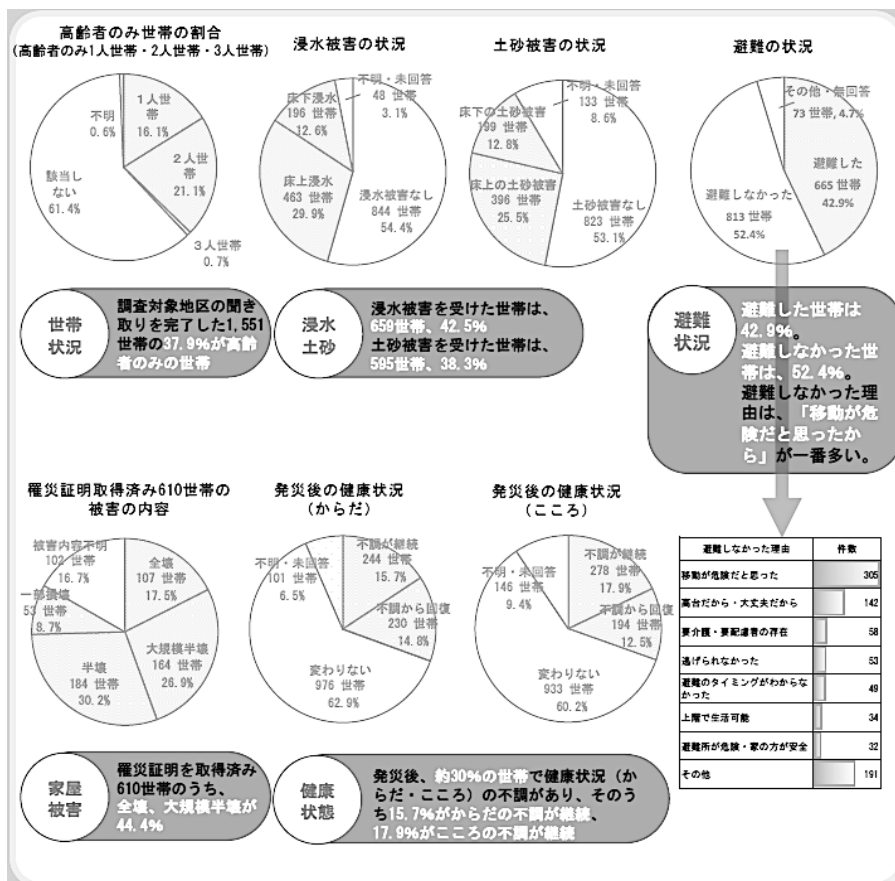 高齢者のみ世帯の割合
(高齢者のみ1人世帯・2人世帯・3人世帯)
1人世
帯
16.1%
2人世
帯
21.1%
3人世帯
0.7%
該当し
ない
61.4%
不明
0.6%
浸水被害の状況
不明・未回答
48 世帯
3.1%
床下浸水
196 世帯
12.6%
床上浸水
463 世帯
29.9%
浸水被害なし
844 世帯
54.4%
土砂被害の状況
不明・未回答
133 世帯
8.6%
床下の土砂被害
199 世帯
12.8%
床上の土砂被害
396 世帯
25.5%
土砂被害なし
823 世帯
53.1%
避難の状況
その他・無回答
73 世帯, 4.7%
避難した
665 世帯
42.9%
避難しなかった
813 世帯
52.4%
世帯
状況
調査対象地区の聞き
取りを完了した1,551
世帯の37.9%が高齢
者のみの世帯
浸水
土砂
浸水被害を受けた世帯は、
659世帯、42.5%
土砂被害を受けた世帯は、
595世帯、38.3%
避難
状況
避難した世帯は
42.9%。
避難しなかった世
帯は、52.4%。
避難しなかった理
由は、「移動が危
険だと思ったか
ら」が一番多い。
罹災証明取得済み610世帯の
被害の内容
被害内容不明
102 世帯
16.7%
全壊
107 世帯
17.5%
一部損壊
53 世帯
8.7%
大規模半壊
164 世帯
26.9%
半壊
184 世帯
30.2%
発災後の健康状況
(からだ)
不調が継続
244 世帯
15.7%
不明・未回答
101 世帯
6.5%
不調から回復
230 世帯
14.8%
変わりない
976 世帯
62.9%
発災後の健康状況
(こころ)
不調が継続
278 世帯
17.9%
不明・未回答
146 世帯
9.4%
不調から回復
194 世帯
12.5%
変わりない
933 世帯
60.2%
避難しなかった理由 件数
移動が危険だと思った 305
高台だから・大丈夫だから 142
要介護・要配慮者の存在 58
逃げられなかった 53
避難のタイミングがわからな
かった 49
上階で生活可能 34
避難所が危険・家の方が安全 32
その他 191
家屋
被害
罹災証明を取得済み
610世帯のうち、
全壊、大規模半壊が
44.4%
健康
状態
発災後、約30%の世帯で健康状況(か
らだ・こころ)の不調があり、そのう
ち15.7%がからだの不調が継続、
17.9%がこころの不調が継続